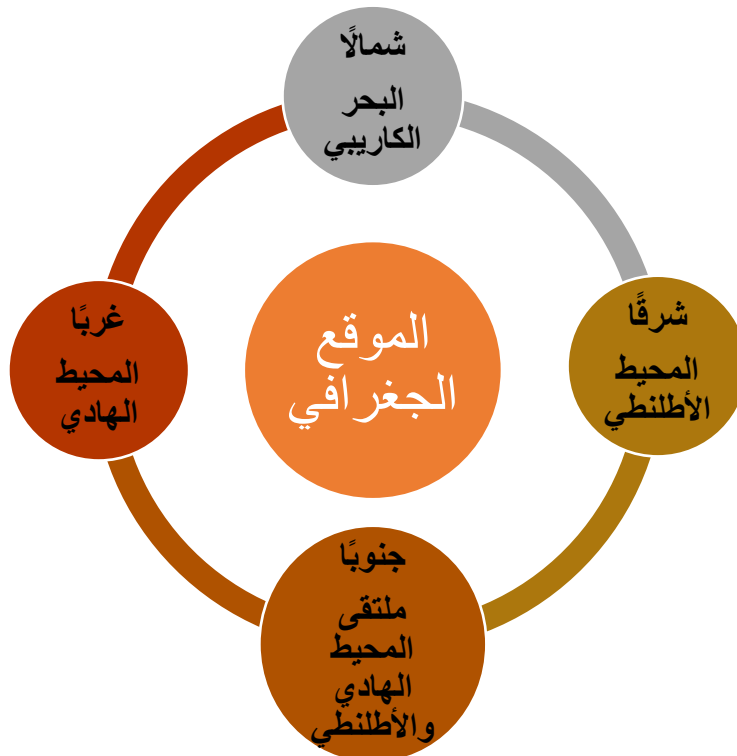 شمالًا
البحر
الكاريبي
شرقًا
المحيط
الأطلنطي
الموقع
الجغرافي
غربًا
المحيط
الهادي
جنوبًا
ملتقى
المحيط
الهادي
والأطلنطي